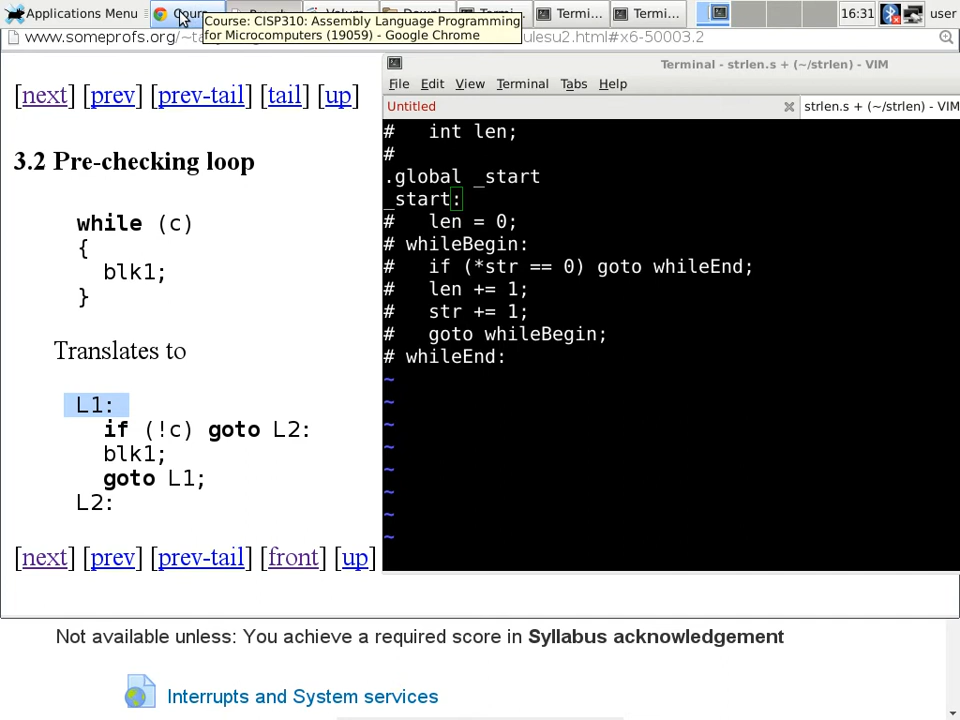 Applications Menu
Cours
Course: CISP310: Assembly Language Programming
for Microcomputers (19059) - Google Chrome
Termi...
Termi...
16:31
user
www.someprofs.org/~ta
ulesu2.html#x6-50003.2
[next] [prev] [prev-tail] [tail] [up]
3.2 Pre-checking loop
while (c)
{
blk1;
}
Translates to
L1:
if (!c) goto L2:
blk1;
goto L1;
L2:
[next] [prev] [prev-tail] [front] [up]
Terminal - strlen.s + (~/strlen) - VIM
File Edit View Terminal Tabs Help
Untitled
strlen.s + (~/strlen) - VIM
#   int len;
#
.global _start
_start:
#   len = 0;
# whileBegin:
#   if (*str == 0) goto whileEnd;
#   len += 1;
#   str += 1;
#   goto whileBegin;
# whileEnd:
~
~
~
~
~
~
~
~
Not available unless: You achieve a required score in Syllabus acknowledgement
Interrupts and System services